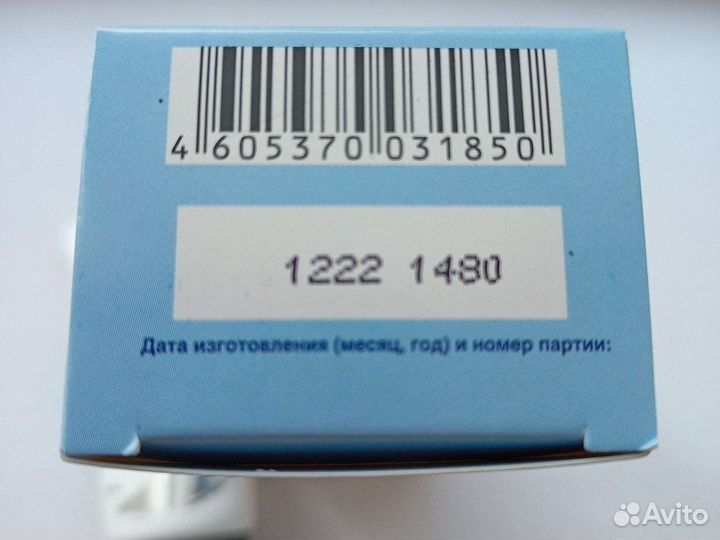 4 605370 031850
1222 1480
Дата изготовления (месяц, год) и номер партии:
Avito